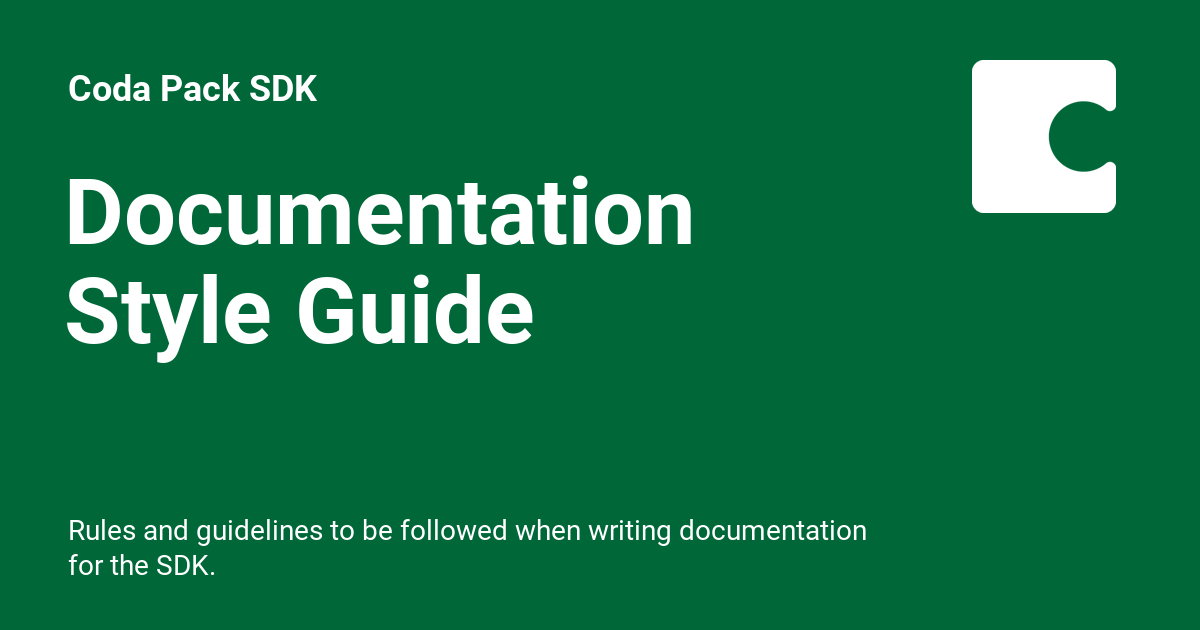 Coda Pack SDK
Documentation
Style Guide
Rules and guidelines to be followed when writing documentation
for the SDK.